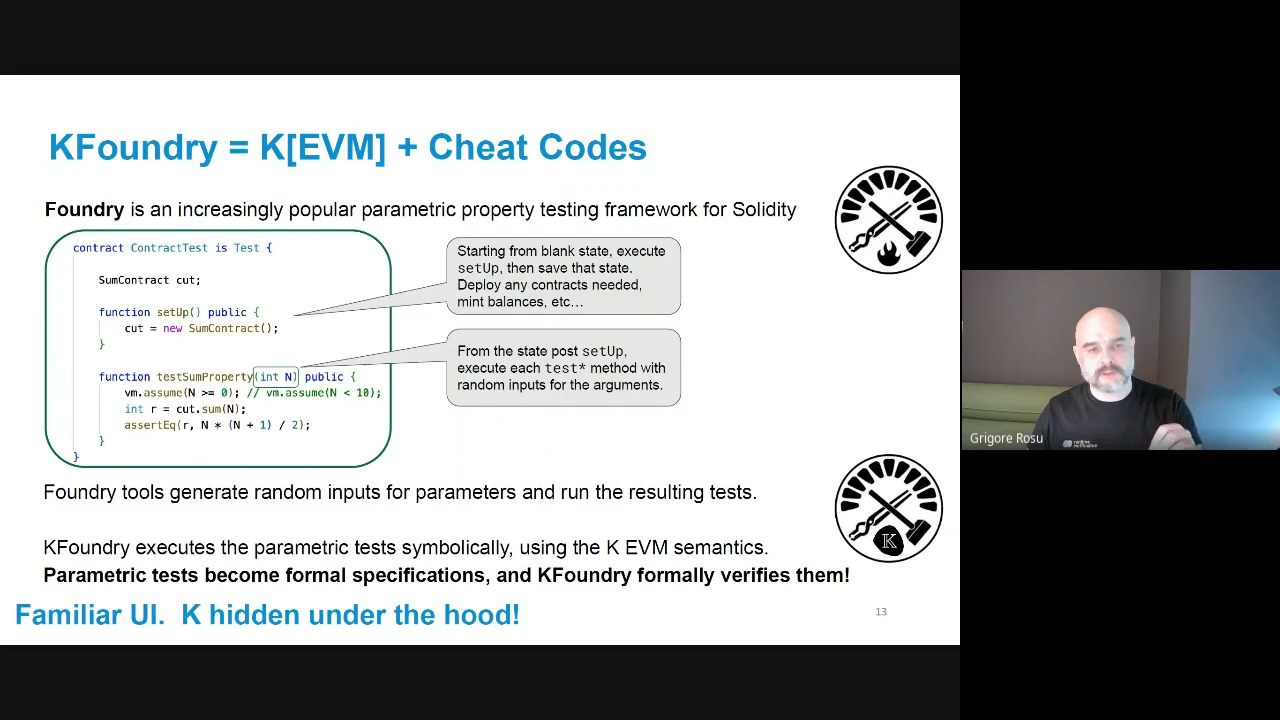 KFoundry = K[EVM] + Cheat Codes
Foundry is an increasingly popular parametric property testing framework for Solidity
contract ContractTest is Test {
SumContract cut;
function setUp() public {
cut = new SumContract();
}
function testSumProperty(int N) public {
vm.assume(N >= 0); // vm.assume(N < 10);
int r = cut.sum(N);
assertEq(r, N * (N + 1) / 2);
}
}
Starting from blank state, execute
setUp, then save that state.
Deploy any contracts needed,
mint balances, etc…
From the state post setUp,
execute each test* method with
random inputs for the arguments.
Foundry tools generate random inputs for parameters and run the resulting tests.
KFoundry executes the parametric tests symbolically, using the K EVM semantics.
Parametric tests become formal specifications, and KFoundry formally verifies them!
Familiar UI. K hidden under the hood!
13
K
Grigore Rosu
runtime
verification